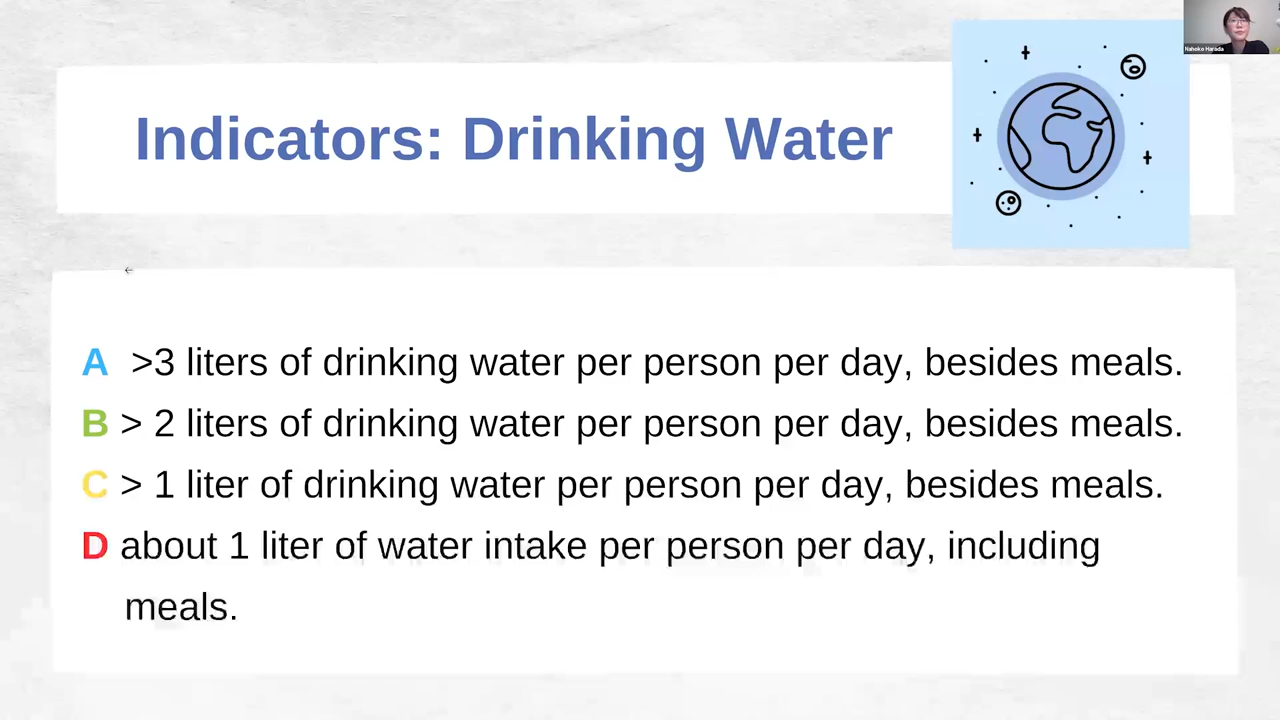 Nahoko Harada
Indicators: Drinking Water
A >3 liters of drinking water per person per day, besides meals.
B > 2 liters of drinking water per person per day, besides meals.
C > 1 liter of drinking water per person per day, besides meals.
D about 1 liter of water intake per person per day, including
meals.